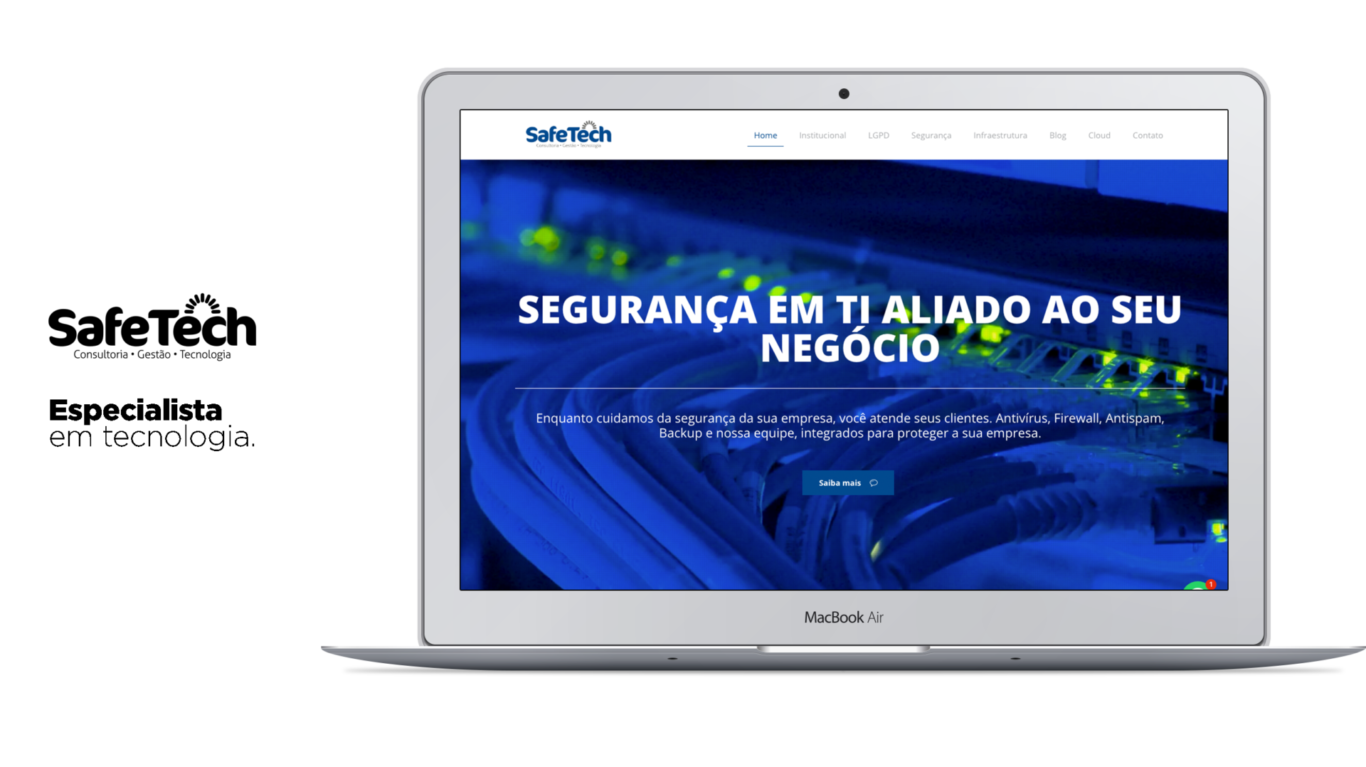 SafeTech
Consultoria • Gestão • Tecnologia
Especialista
em tecnologia.
SafeTech
Consultoria • Gestão • Tecnologia
Home Institucional LGPD Segurança Infraestrutura Blog Cloud Contato
SEGURANÇA EM TI ALIADO AO SEU
NEGÓCIO
Enquanto cuidamos da segurança da sua empresa, você atende seus clientes. Antivírus, Firewall, Antispam,
Backup e nossa equipe, integrados para proteger a sua empresa.
Saiba mais
1
MacBook Air